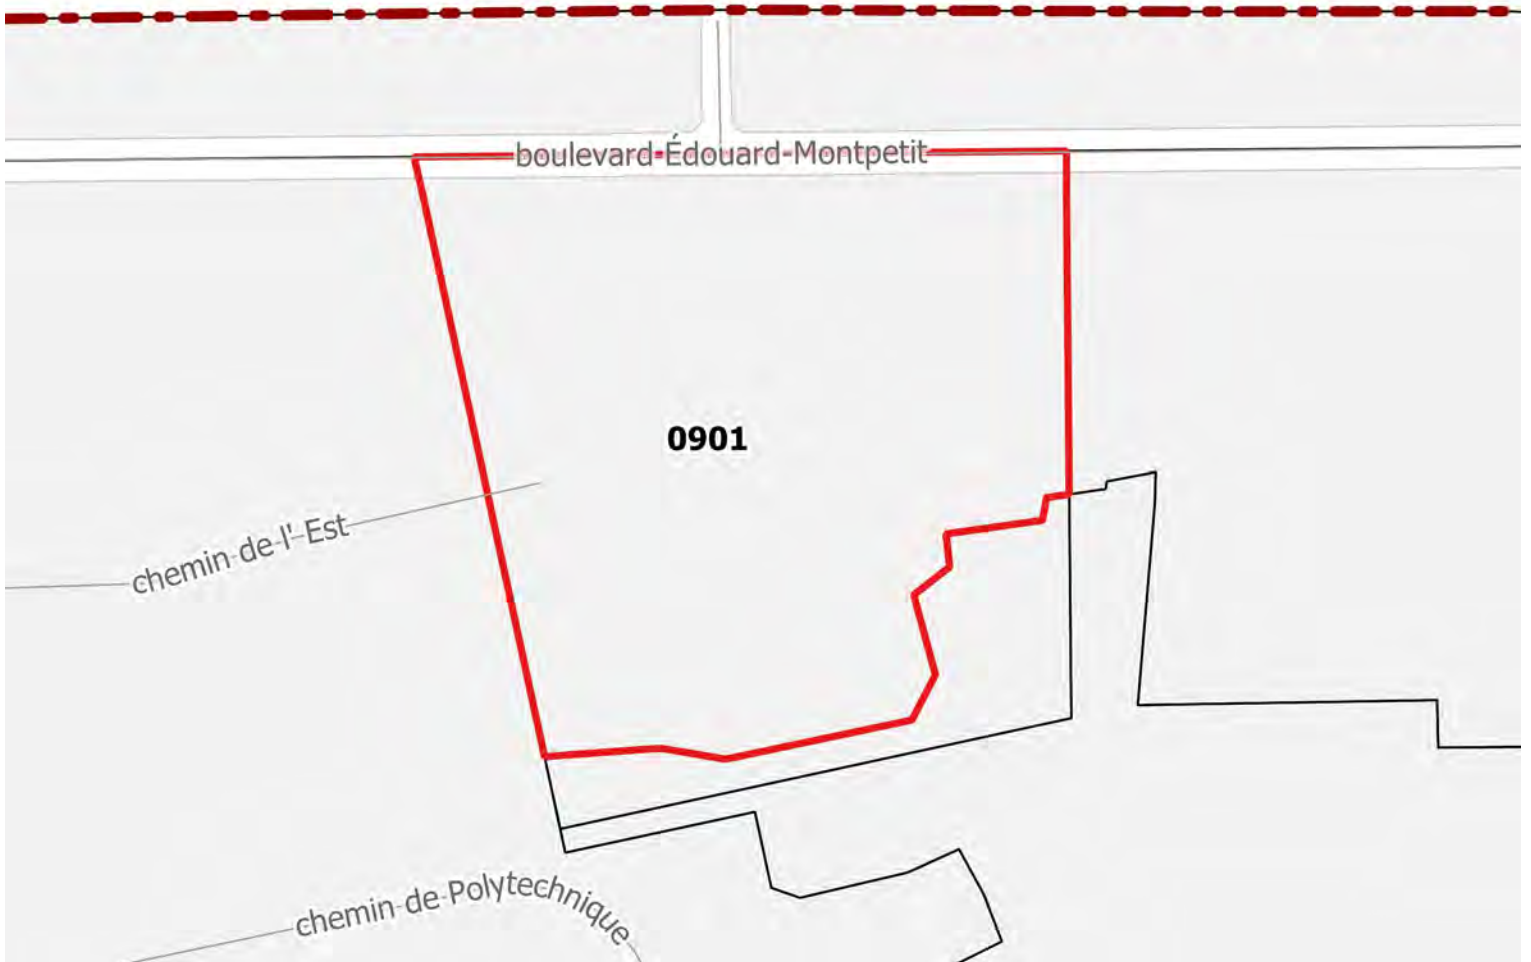 boulevard Édouard-Montpetit
0901
chemin de l' Est
chemin de Polytechnique